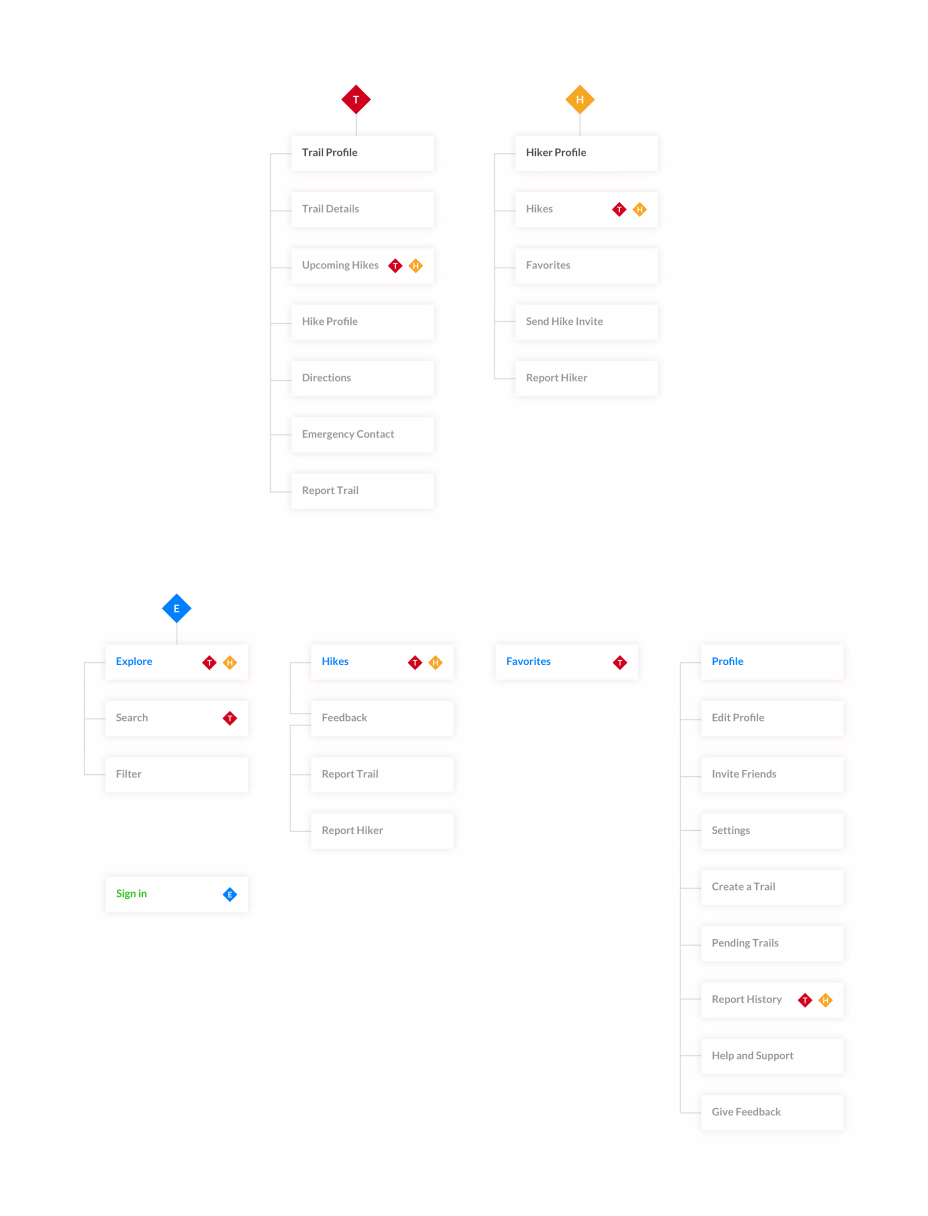 T
H
Trail Profile
Hiker Profile
Trail Details
Hikes T H
Upcoming Hikes T H
Favorites
Hike Profile
Send Hike Invite
Directions
Report Hiker
Emergency Contact
Report Trail
E
Explore T H
Hikes T H
Favorites T
Profile
Search T
Feedback
Edit Profile
Filter
Report Trail
Invite Friends
Report Hiker
Settings
Sign in E
Create a Trail
Pending Trails
Report History T H
Help and Support
Give Feedback